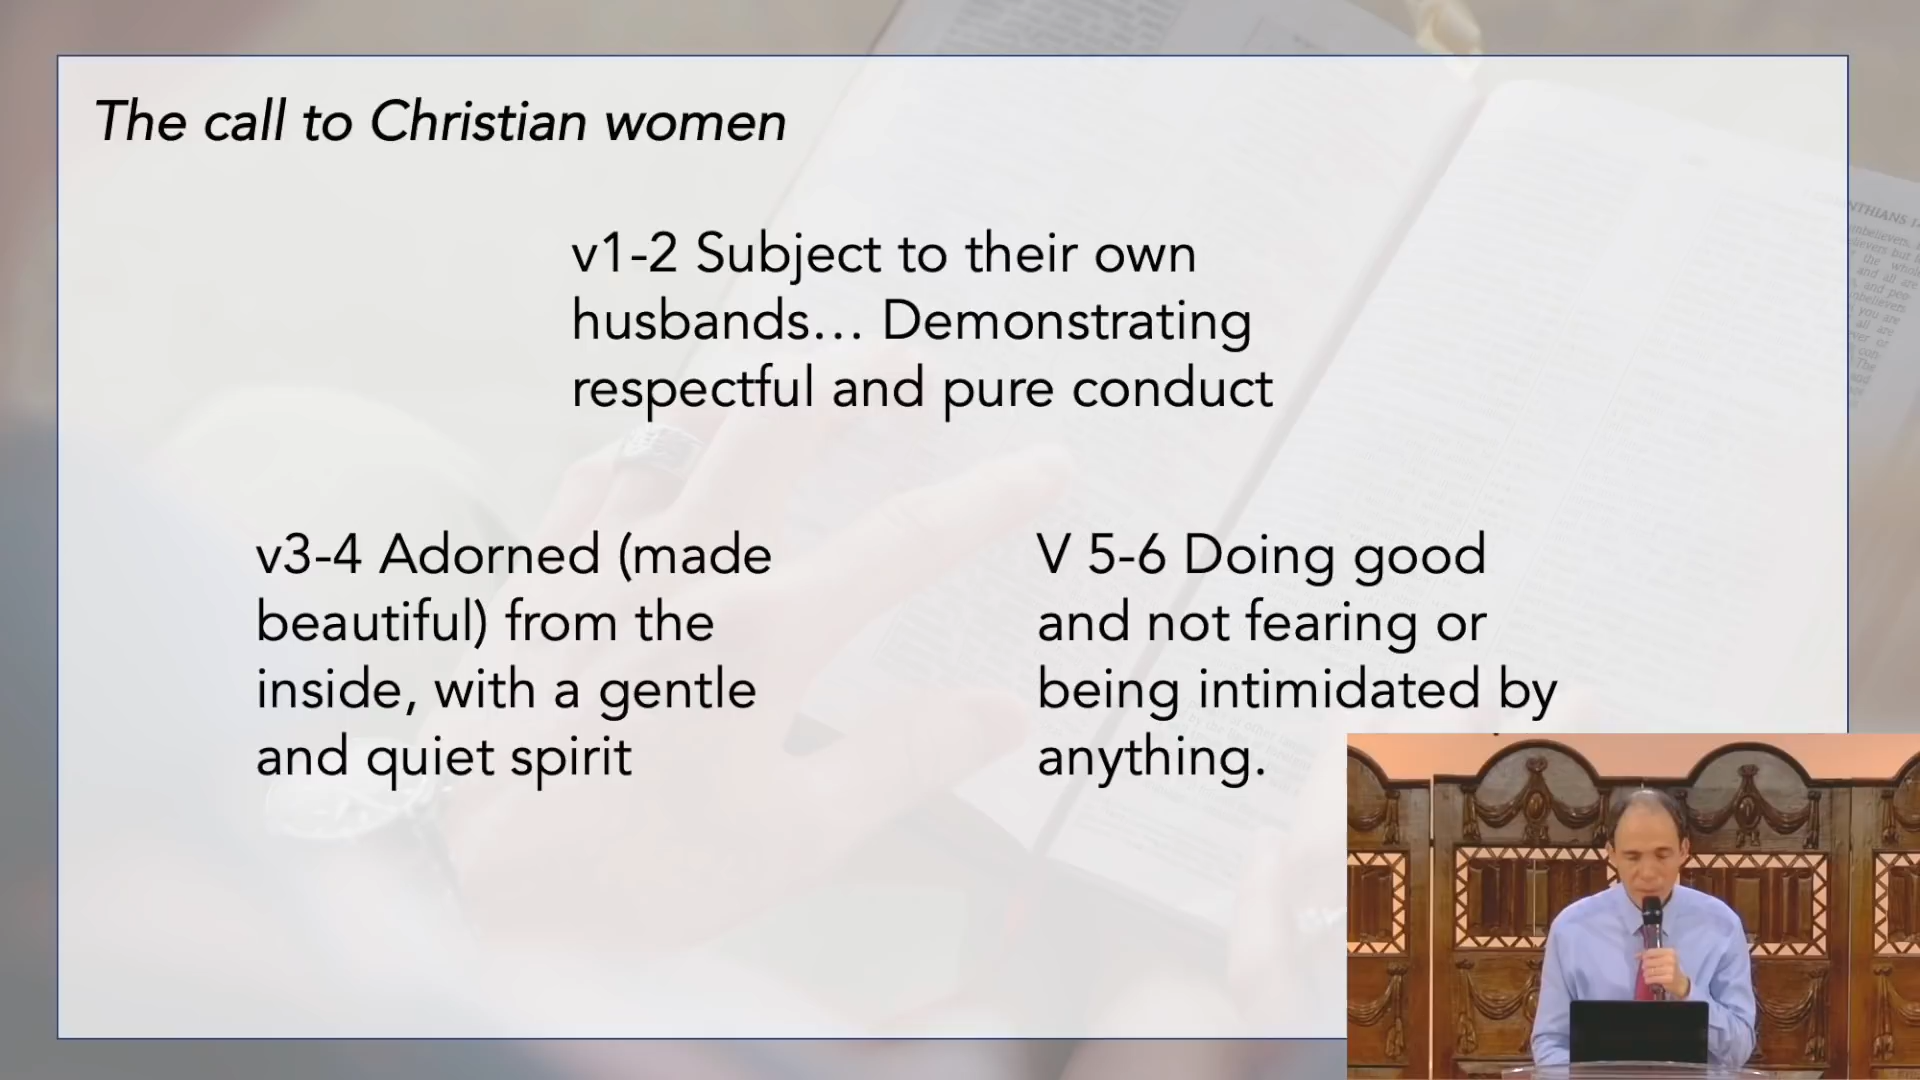 The call to Christian women
v1-2 Subject to their own
husbands... Demonstrating
respectful and pure conduct
v3-4 Adorned (made
beautiful) from the
inside, with a gentle
and quiet spirit
V 5-6 Doing good
and not fearing or
being intimidated by
anything.